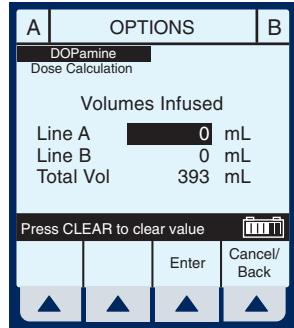 A OPTIONS B
DOPamine
Dose Calculation
Volumes Infused
Line A 0 mL
Line B 0 mL
Total Vol 393 mL
Press CLEAR to clear value
Enter Cancel/
Back